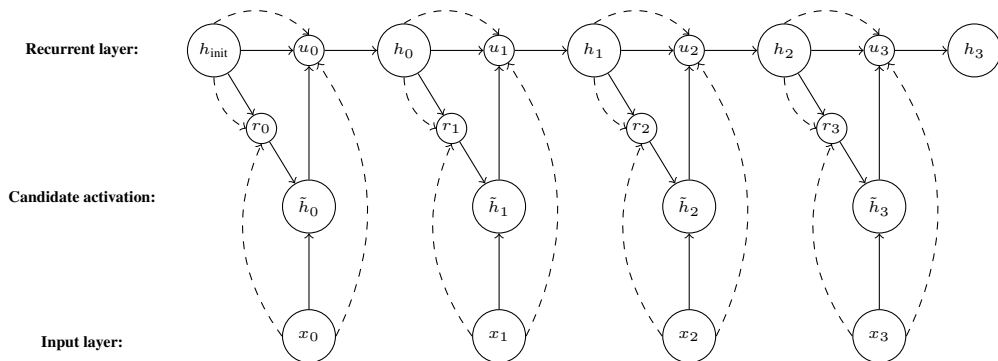 Recurrent layer: h_init u_0 h_0 u_1 h_1 u_2 h_2 u_3 h_3
r_0 r_1 r_2 r_3
Candidate activation: h̃_0 h̃_1 h̃_2 h̃_3
Input layer: x_0 x_1 x_2 x_3